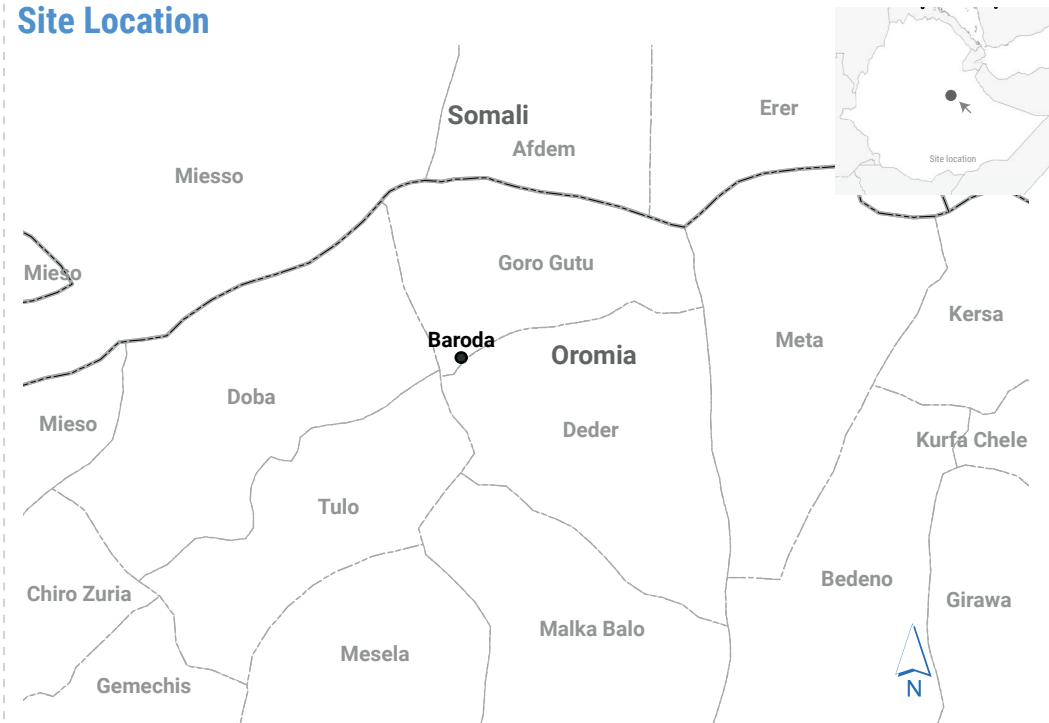 Site Location
Somali
Erer
Afdem
Miesso
Site location
Goro Gutu
Mieso
Kersa
Baroda
Meta
Oromia
Doba
Mieso
Deder
Kurfa Chele
Tulo
Bedeno
Chiro Zuria
Girawa
Malka Balo
Mesela
Gemechis
N